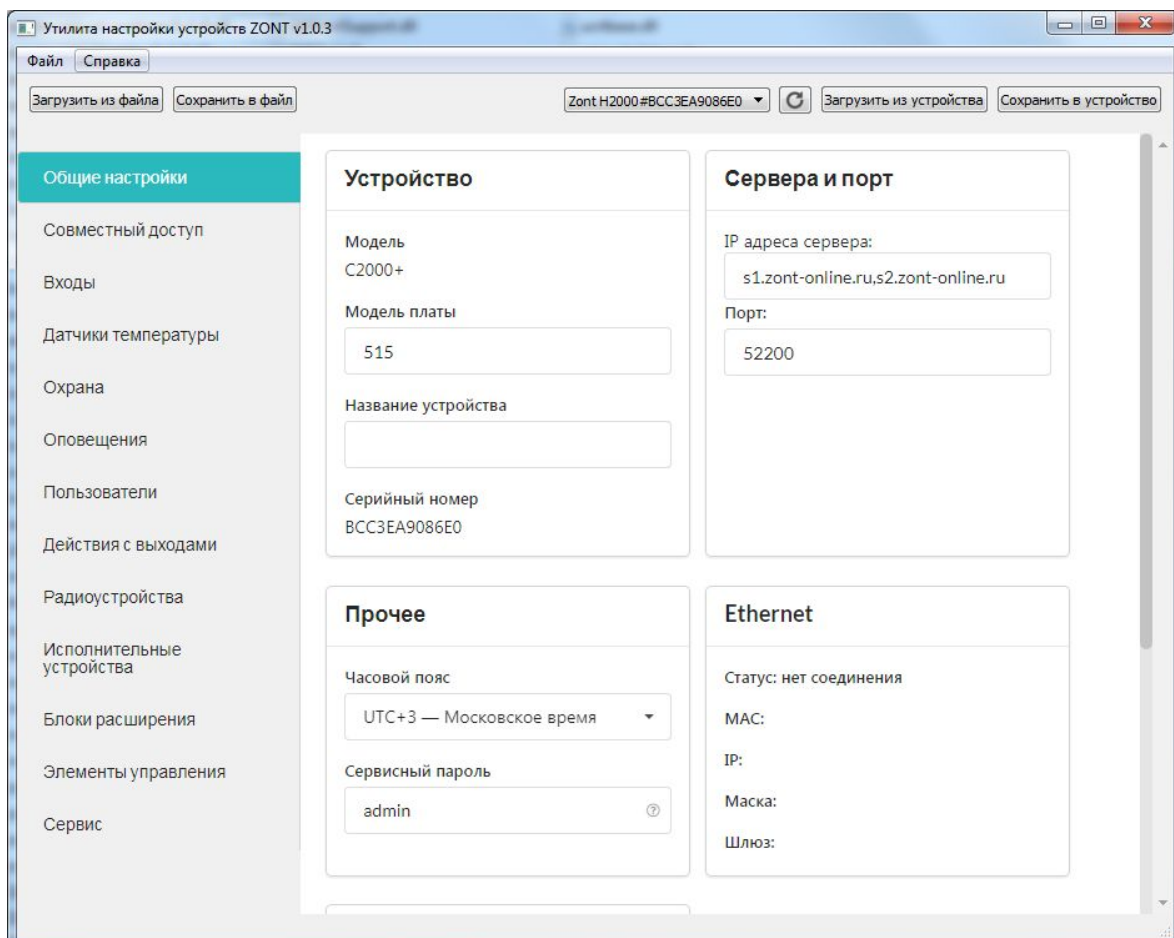 Утилита настройки устройств ZONT v1.0.3
Файл Справка
Загрузить из файла Сохранить в файл Zont H2000#BCC3EA9086E0 Загрузить из устройства Сохранить в устройство
Общие настройки
Совместный доступ
Входы
Датчики температуры
Охрана
Оповещения
Пользователи
Действия с выходами
Радиоустройства
Исполнительные
устройства
Блоки расширения
Элементы управления
Сервис
Устройство
Модель
C2000+
Модель платы
515
Название устройства
Серийный номер
BCC3EA9086E0
Сервера и порт
IP адреса сервера:
s1.zont-online.ru,s2.zont-online.ru
Порт:
52200
Прочее
Часовой пояс
UTC+3 — Московское время
Сервисный пароль
admin
Ethernet
Статус: нет соединения
MAC:
IP:
Маска:
Шлюз: